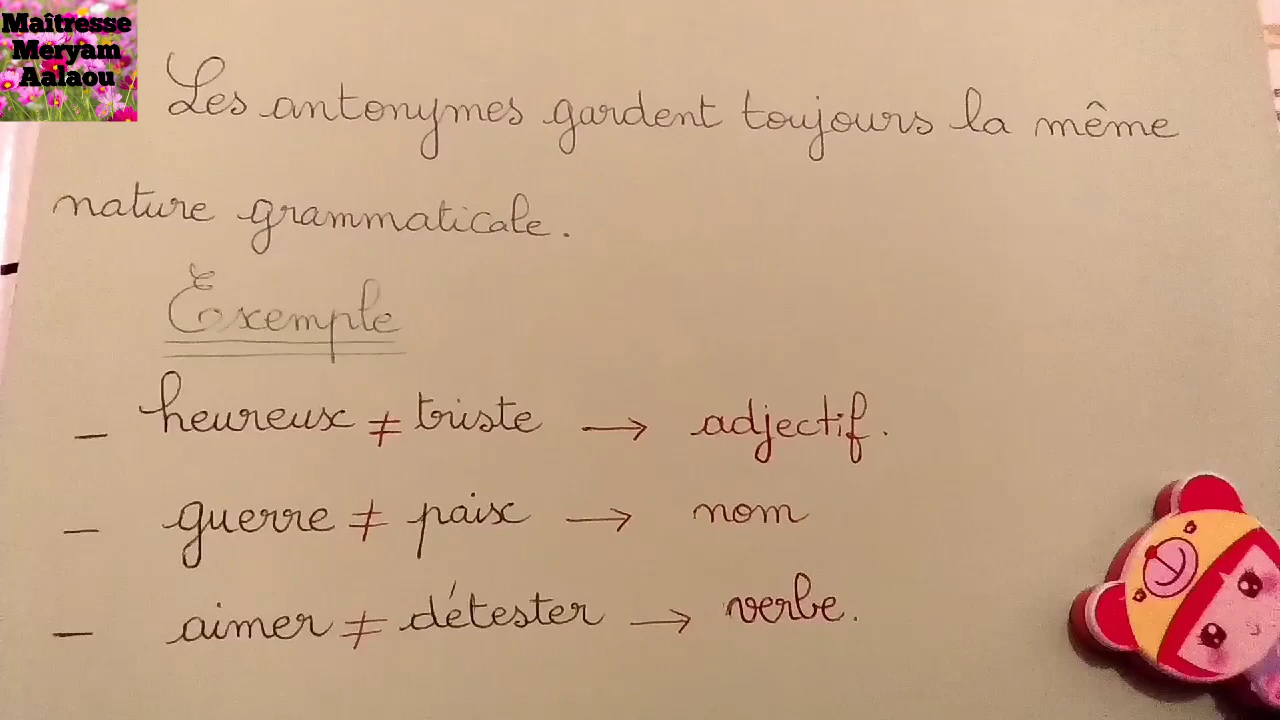 Maîtresse
Meryam
Aalaou
Les antonymes gardent toujours la même
nature grammaticale.
Exemple
- heureux ≠ triste → adjectif.
- guerre ≠ paix → nom
- aimer ≠ détester → verbe.